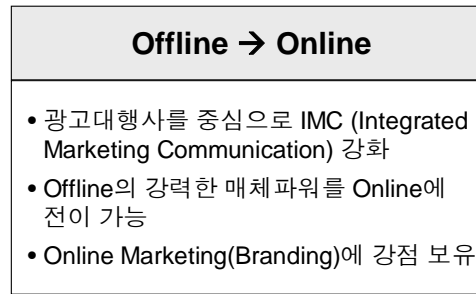 Offline → Online
• 광고대행사를 중심으로 IMC (Integrated
Marketing Communication) 강화
• Offline의 강력한 매체파워를 Online에
전이 가능
• Online Marketing(Branding)에 강점 보유